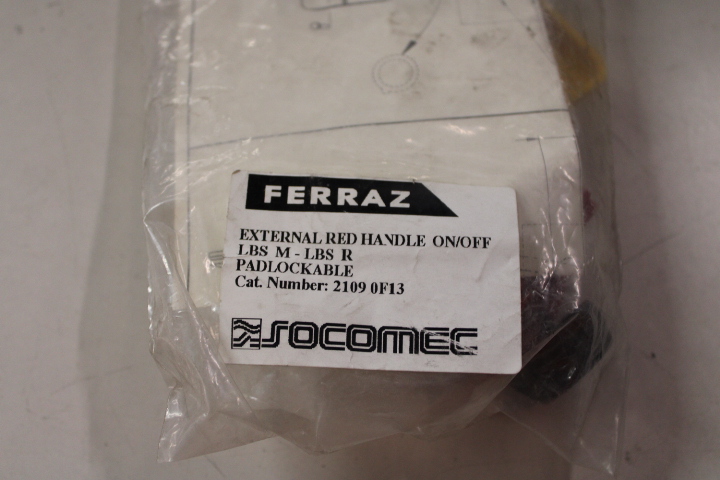 FERRAZ
EXTERNAL RED HANDLE ON/OFF
LBS M - LBS R
PADLOCKABLE
Cat. Number: 2109 0F13
SOCOMEC